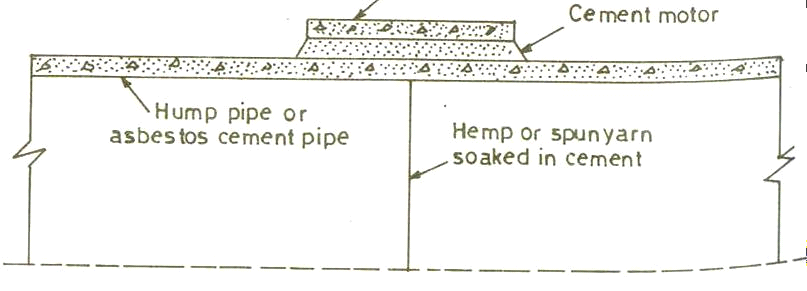 Cement motor
Hump pipe or
asbestos cement pipe
Hemp or spunyarn
soaked in cement